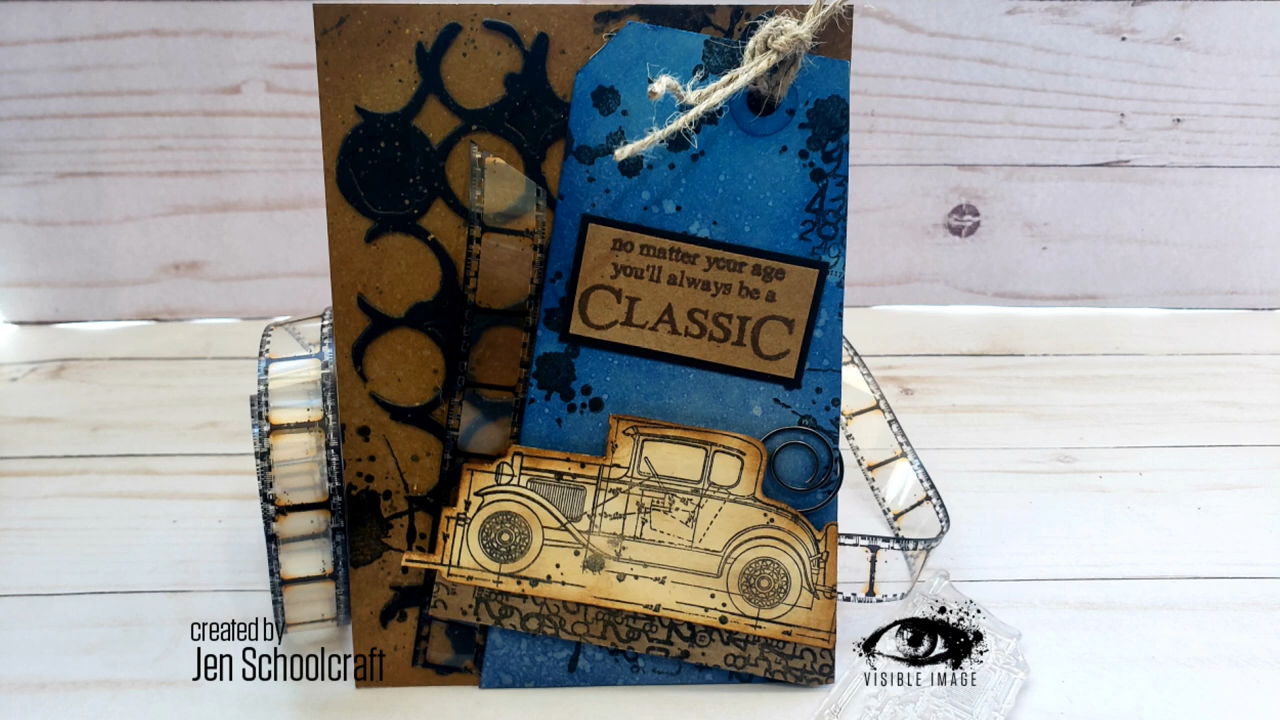 no matter your age
you'll always be a
CLASSIC
created by
Jen Schoolcraft
VISIBLE IMAGE